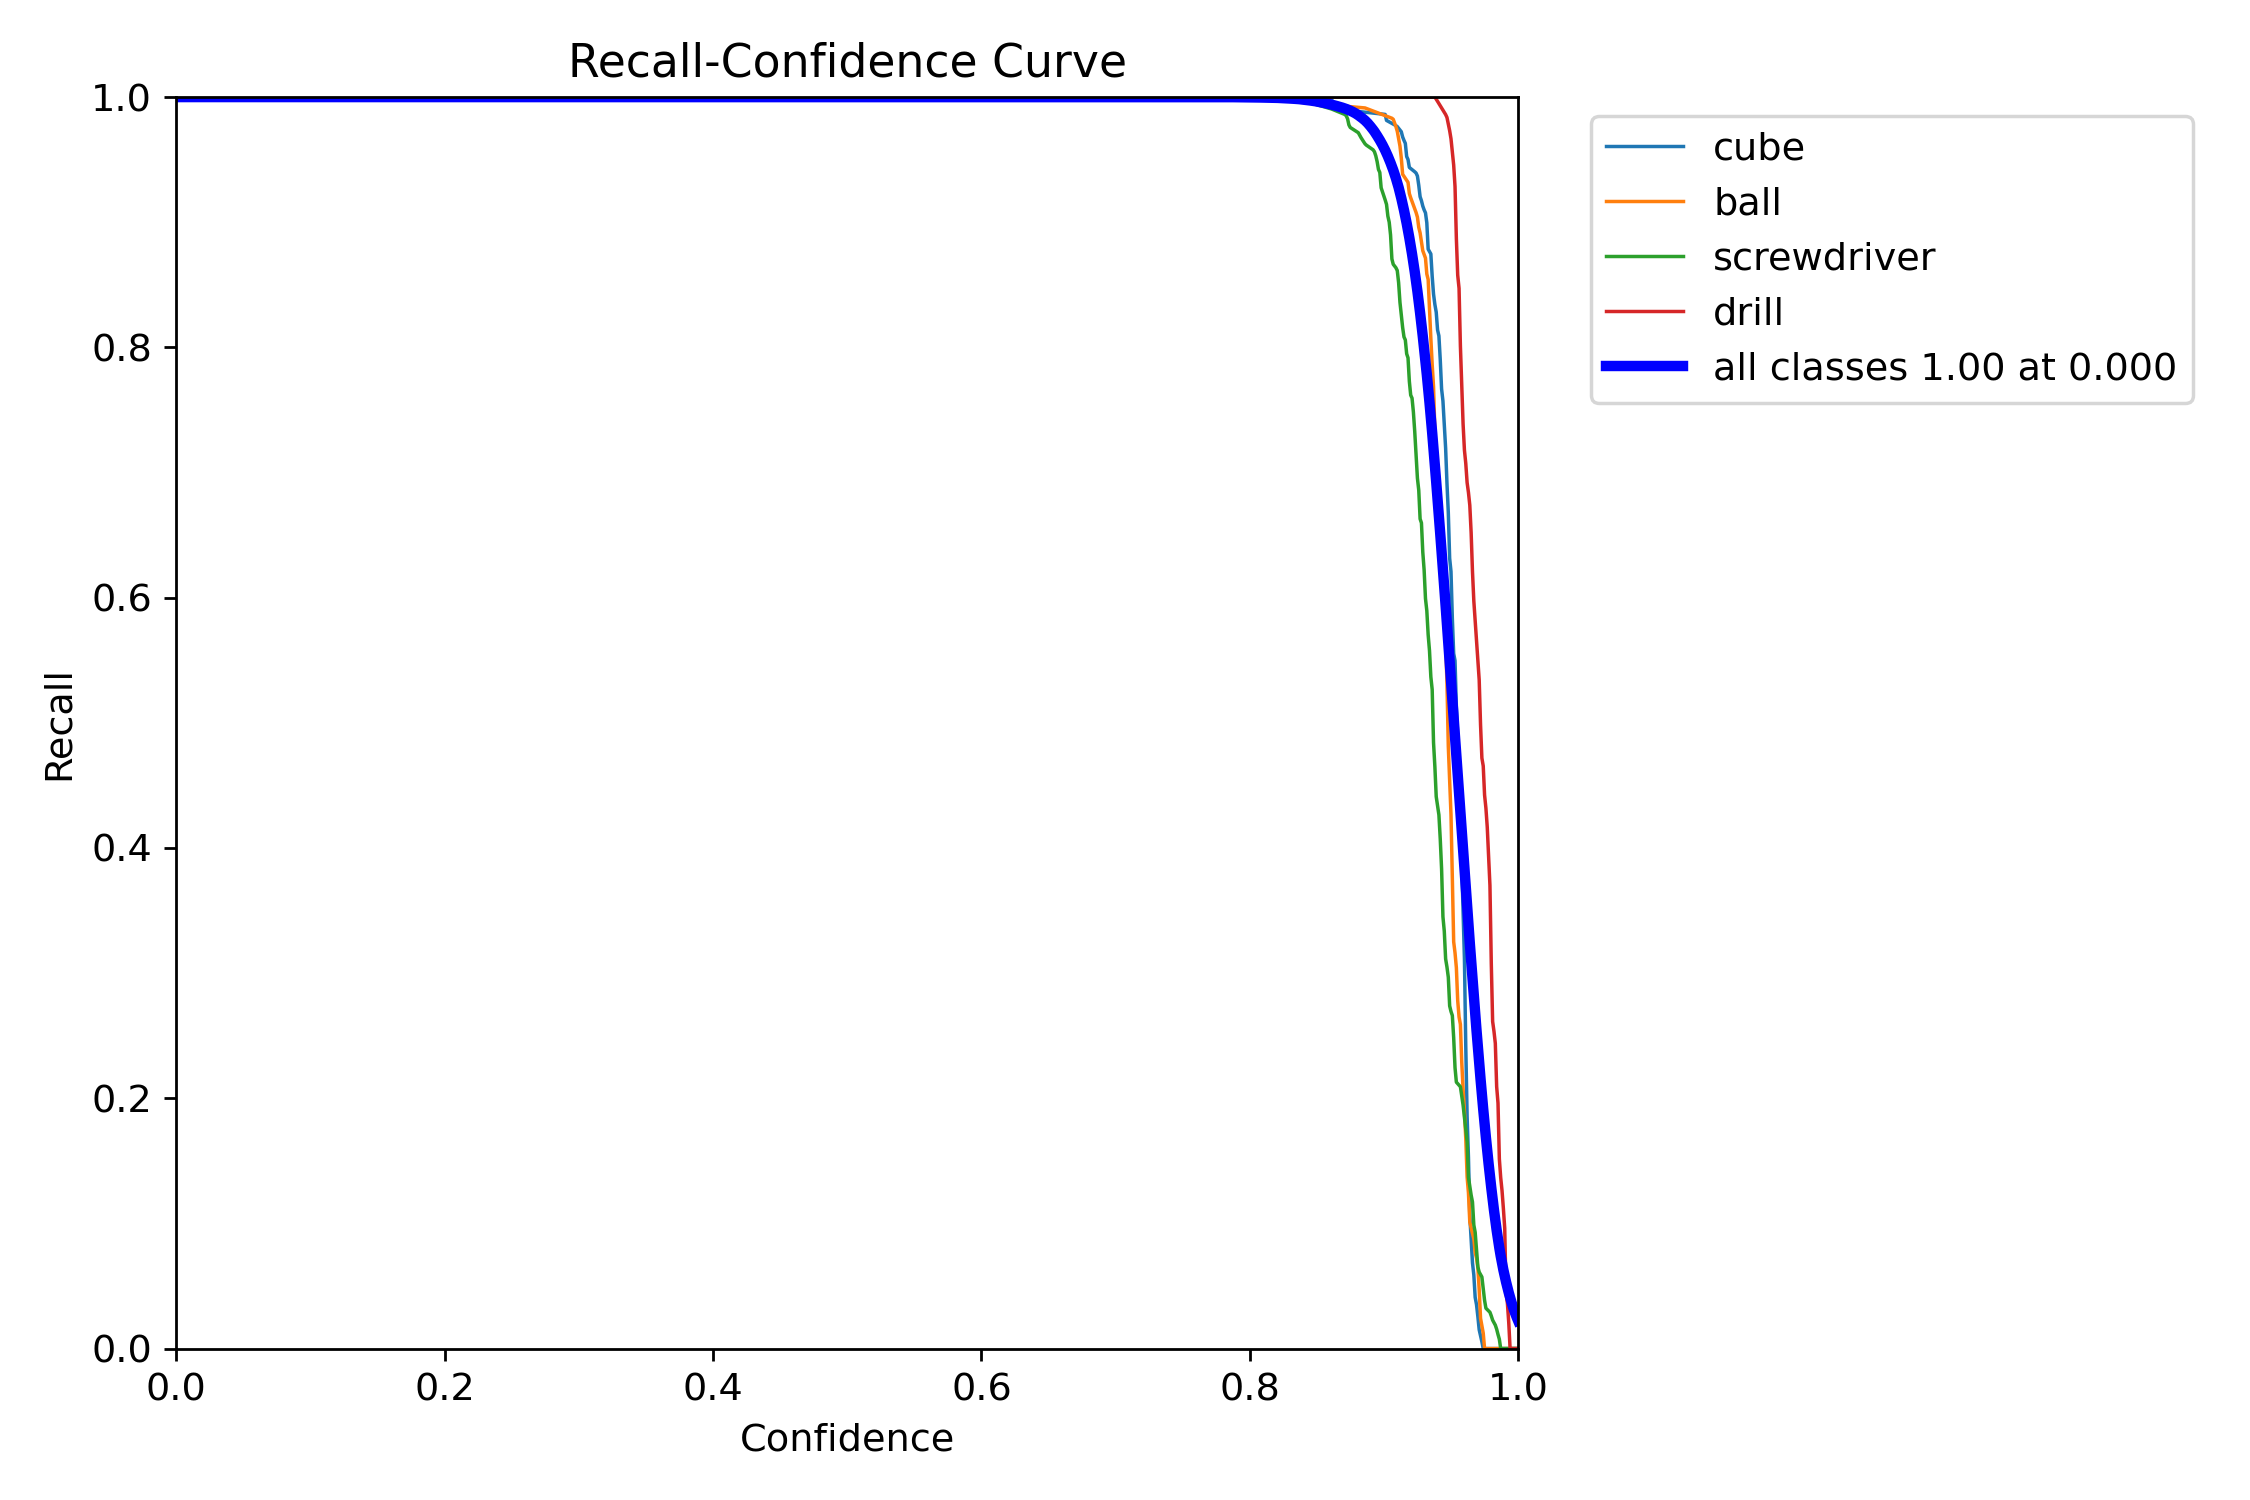 Recall-Confidence Curve
1.0
0.8
0.6
0.4
0.2
0.0
Recall
0.0 0.2 0.4 0.6 0.8 1.0
Confidence
cube
ball
screwdriver
drill
all classes 1.00 at 0.000